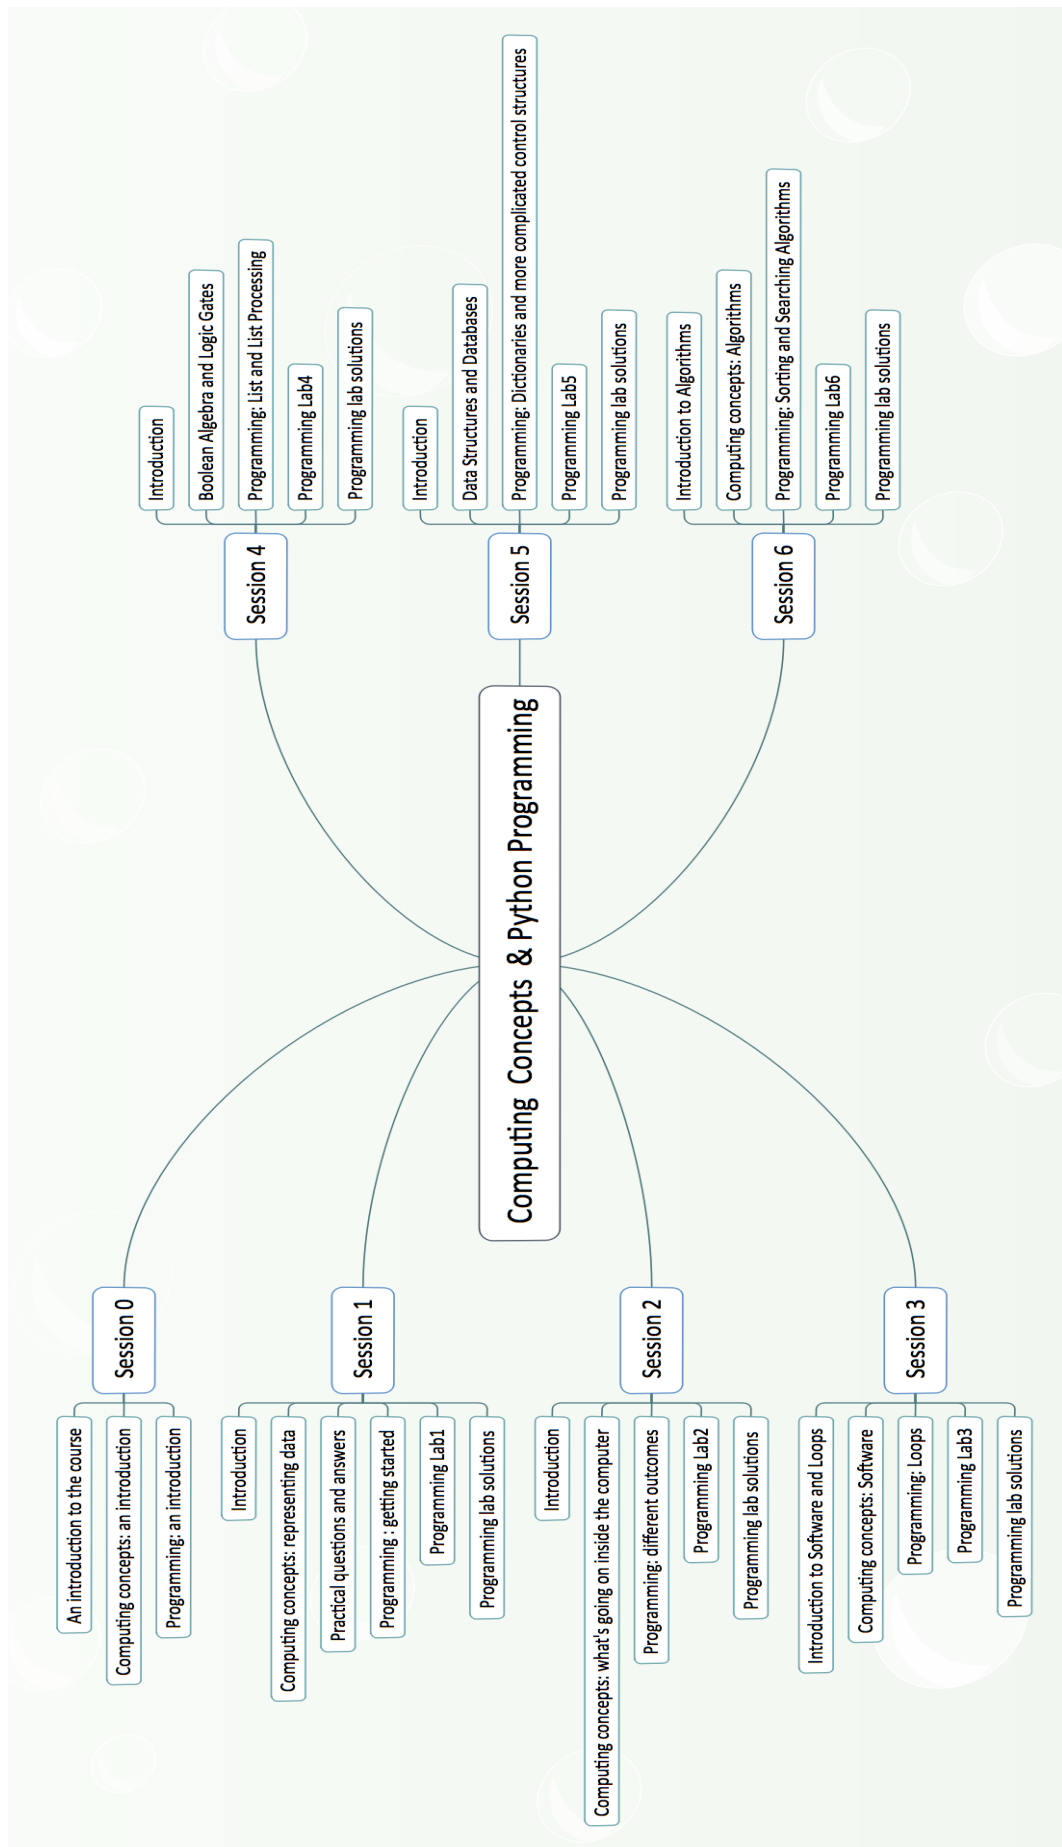 Computing Concepts & Python Programming
Session 0
An introduction to the course
Computing concepts: an introduction
Programming: an introduction
Session 1
Introduction
Computing concepts: representing data
Practical questions and answers
Programming : getting started
Programming Lab1
Programming lab solutions
Session 2
Introduction
Computing concepts: what's going on inside the computer
Programming: different outcomes
Programming Lab2
Programming lab solutions
Session 3
Introduction to Software and Loops
Computing concepts: Software
Programming: Loops
Programming Lab3
Programming lab solutions
Session 4
Introduction
Boolean Algebra and Logic Gates
Programming: List and List Processing
Programming Lab4
Programming lab solutions
Session 5
Introduction
Data Structures and Databases
Programming: Dictionaries and more complicated control structures
Programming Lab5
Programming lab solutions
Session 6
Introduction to Algorithms
Computing concepts: Algorithms
Programming: Sorting and Searching Algorithms
Programming Lab6
Programming lab solutions